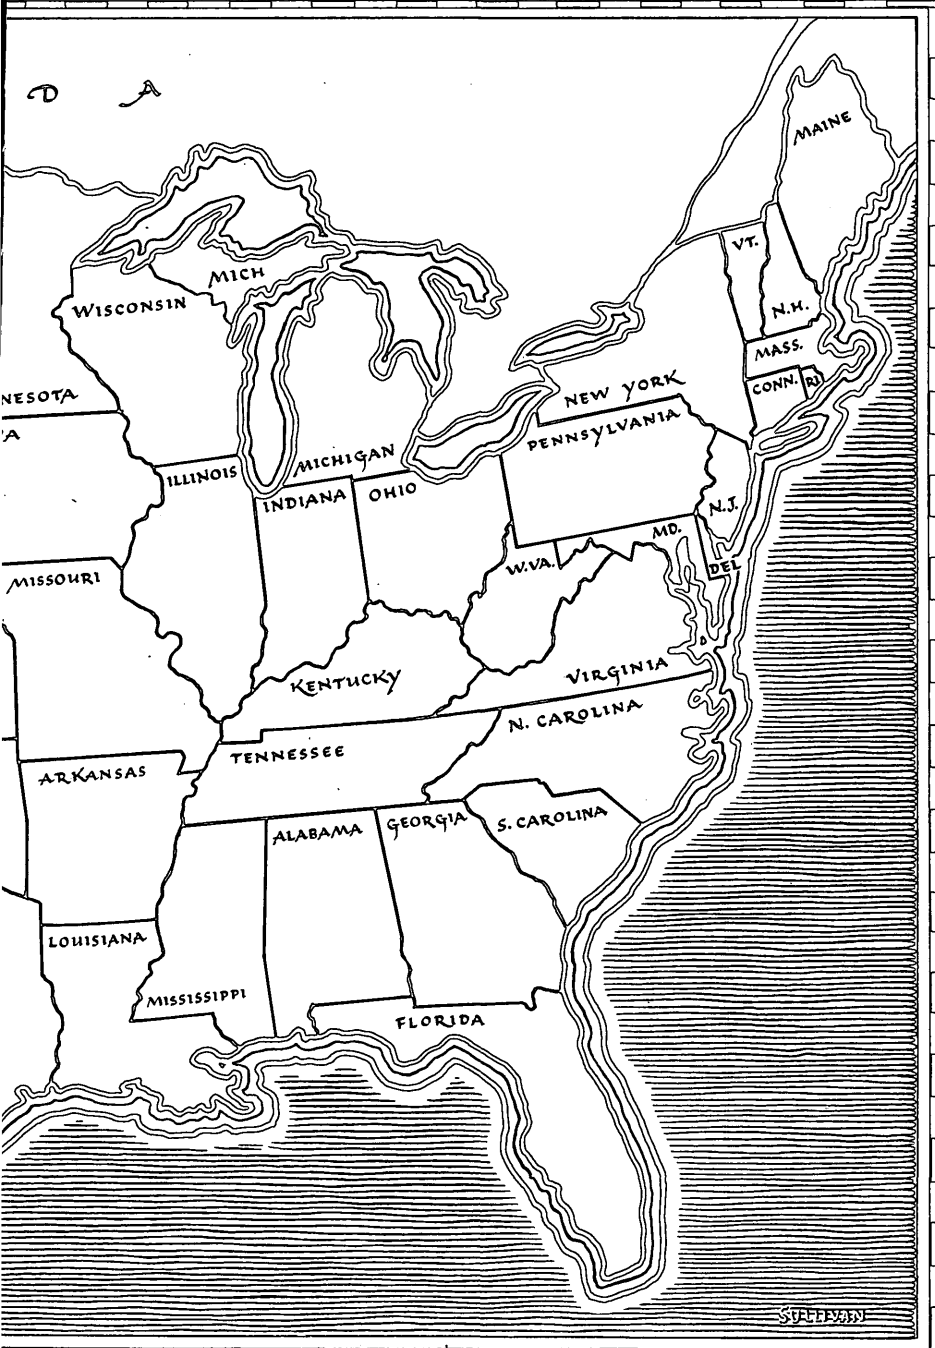 D A
MAINE
VT.
MICH
WISCONSIN
N.H.
MASS.
CONN.
R.I.
NESOTA
NEW YORK
'A
PENNSYLVANIA
MICHIGAN
ILLINOIS
INDIANA
OHIO
N.J.
MD.
W.VA.
DEL
MISSOURI
VIRGINIA
KENTUCKY
N. CAROLINA
TENNESSEE
ARKANSAS
ALABAMA
GEORGIA
S. CAROLINA
LOUISIANA
MISSISSIPPI
FLORIDA
SULLIVAN